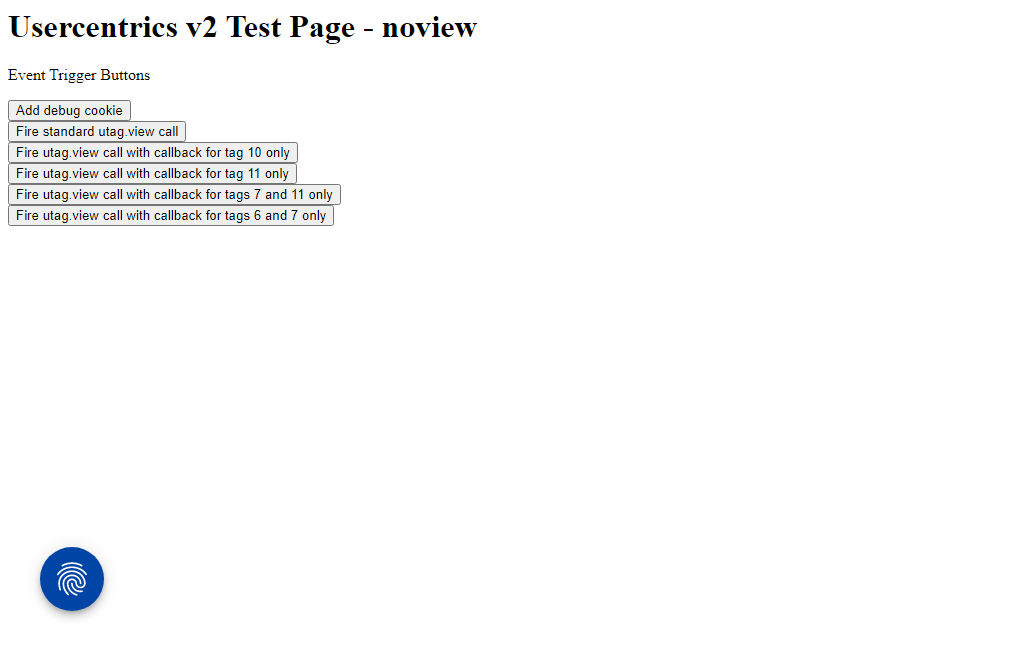 Usercentrics v2 Test Page - noview
Event Trigger Buttons
Add debug cookie
Fire standard utag.view call
Fire utag.view call with callback for tag 10 only
Fire utag.view call with callback for tag 11 only
Fire utag.view call with callback for tags 7 and 11 only
Fire utag.view call with callback for tags 6 and 7 only